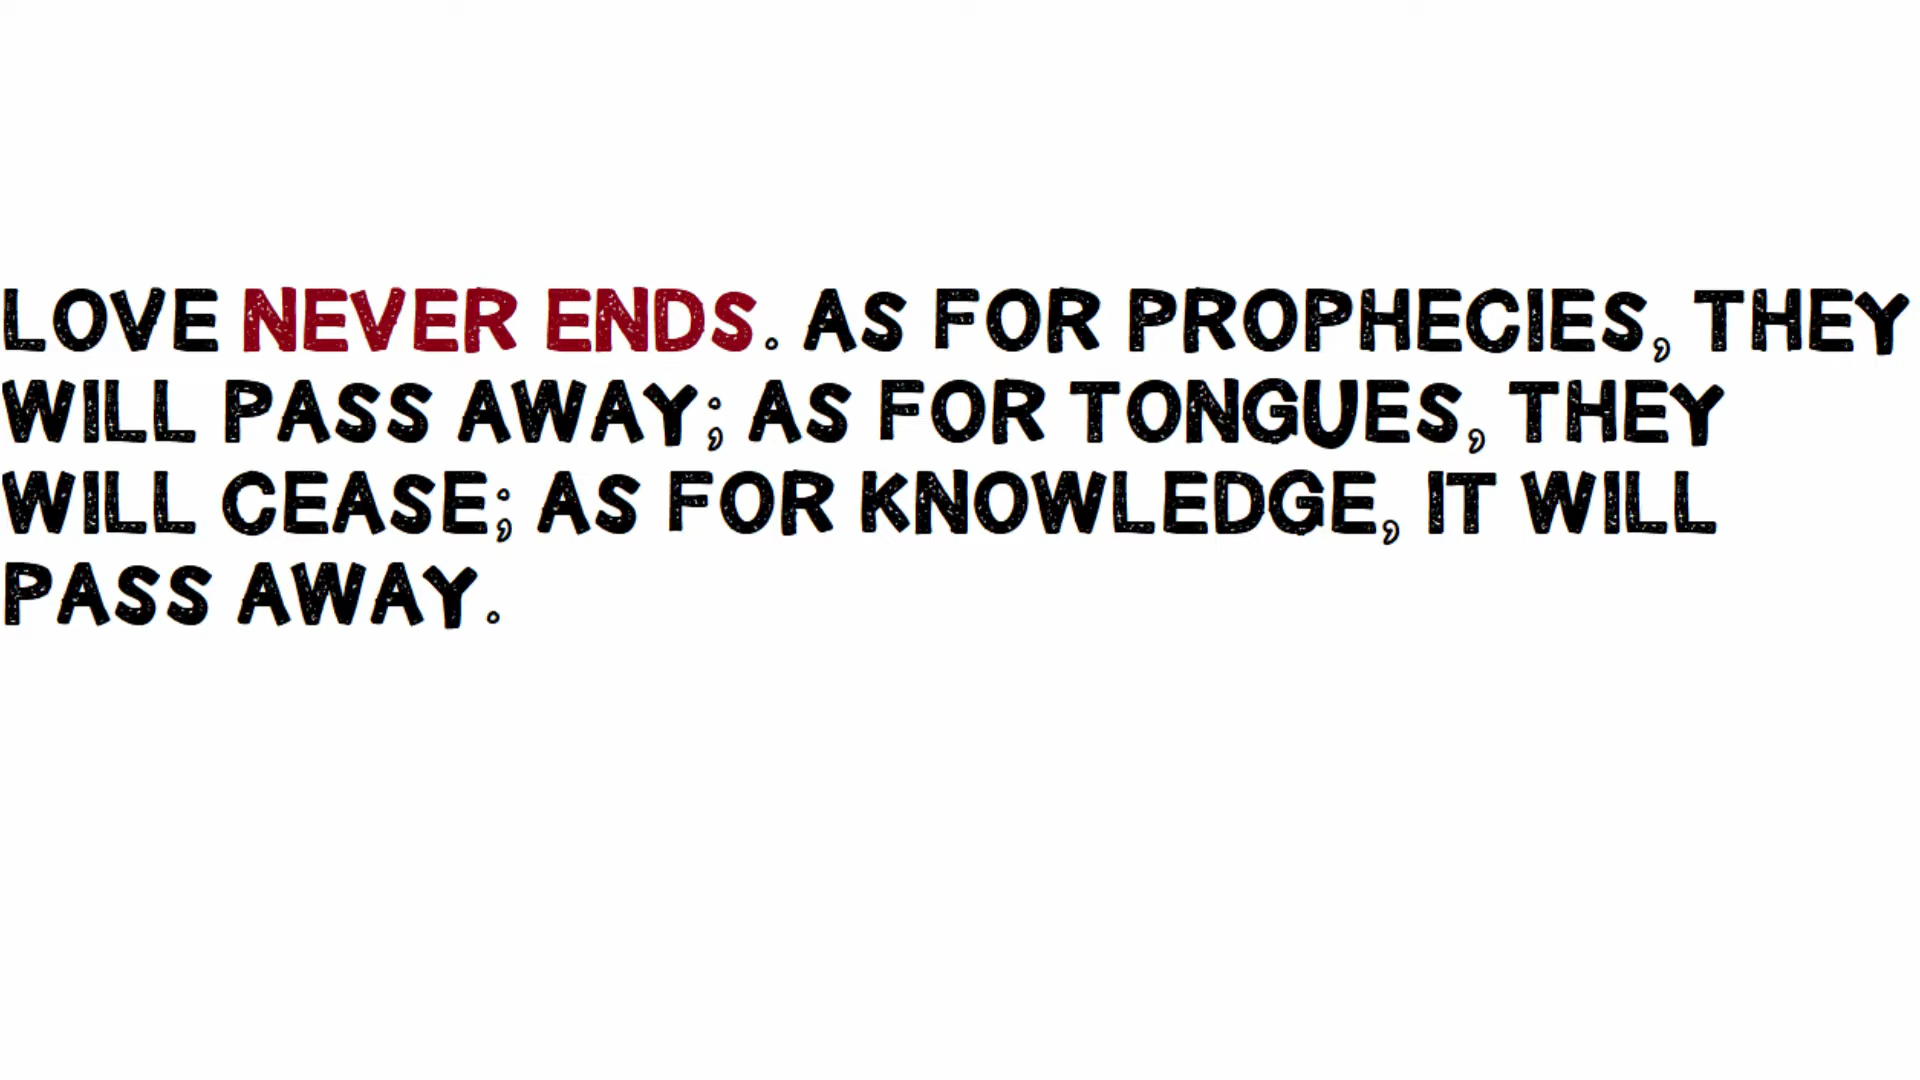 LOVE NEVER ENDS. AS FOR PROPHECIES, THEY
WILL PASS AWAY; AS FOR TONGUES, THEY
WILL CEASE; AS FOR KNOWLEDGE, IT WILL
PASS AWAY.